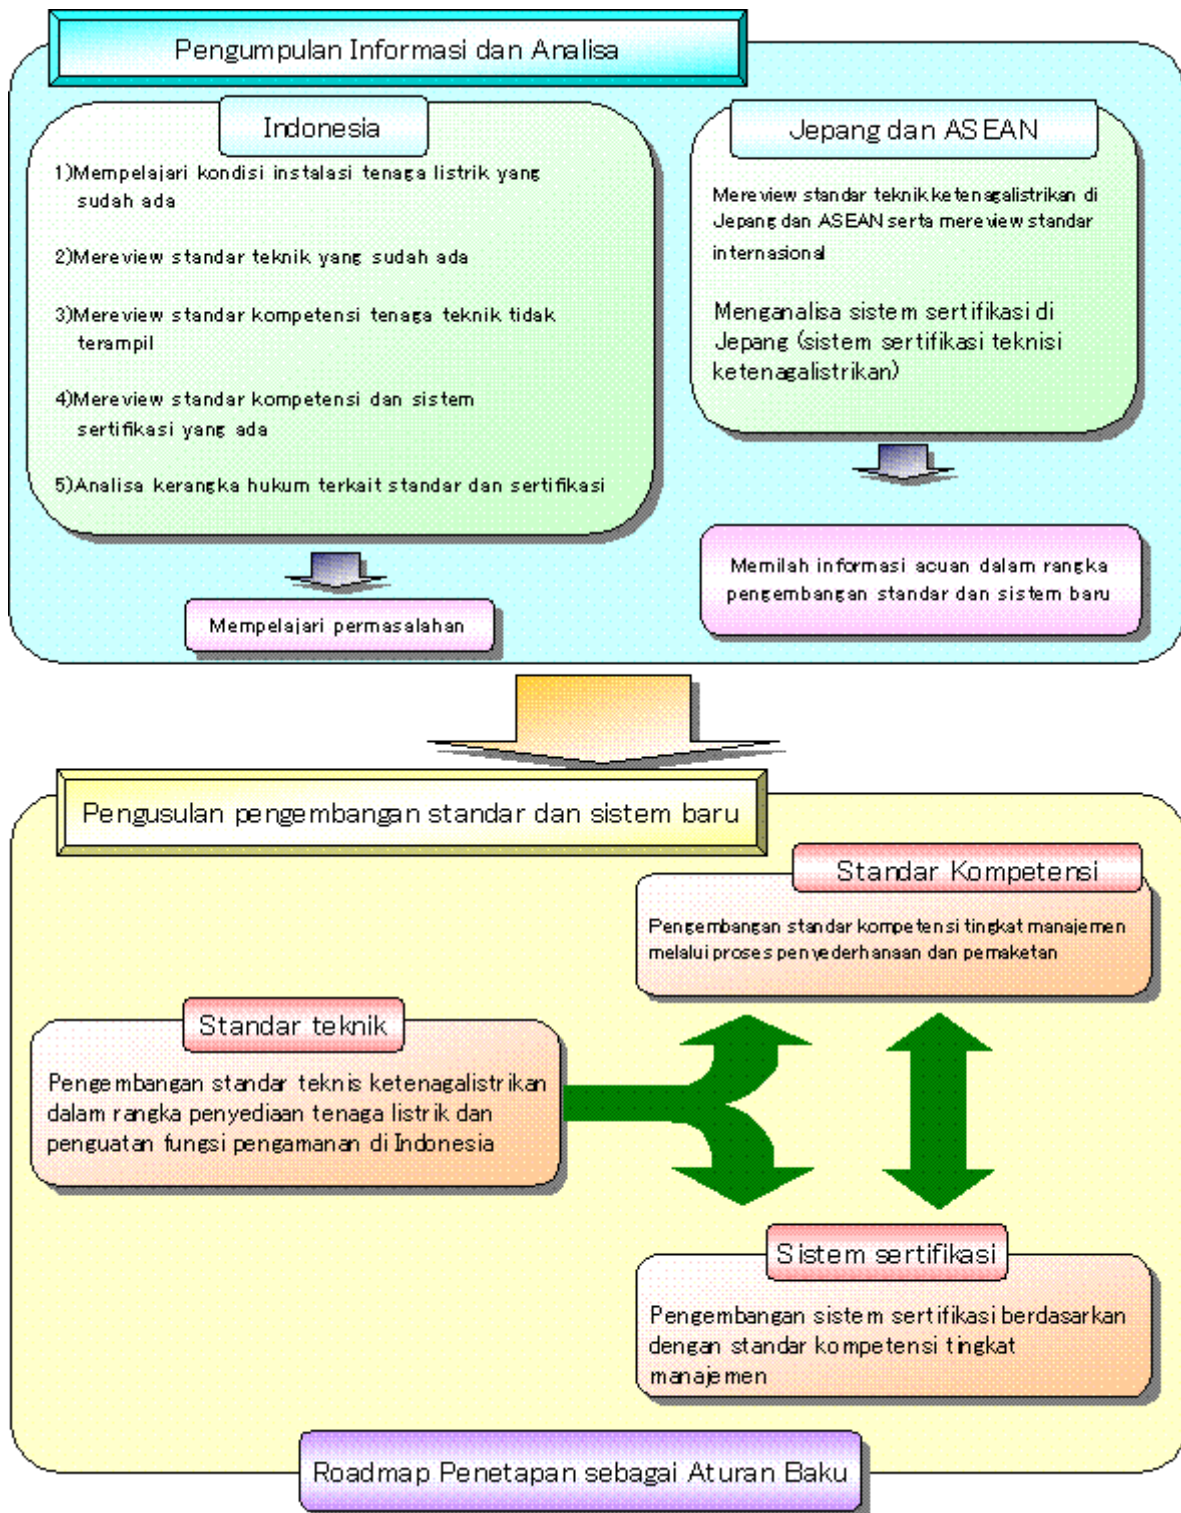 Pengumpulan Informasi dan Analisa
Indonesia
1)Mempelajari kondisi instalasi tenaga listrik yang
sudah ada
2)Mereview standar teknik yang sudah ada
3)Mereview standar kompetensi tenaga teknik tidak
terampil
4)Mereview standar kompetensi dan sistem
sertifikasi yang ada
5)Analisa kerangka hukum terkait standar dan sertifikasi
Mempelajari permasalahan
Jepang dan ASEAN
Mereview standar teknik ketenagalistrikan di
Jepang dan ASEAN serta mereview standar
internasional
Menganalisa sistem sertifikasi di
Jepang (sistem sertifikasi teknisi
ketenagalistrikan)
Memilah informasi acuan dalam rangka
pengembangan standar dan sistem baru
Pengusulan pengembangan standar dan sistem baru
Standar Kompetensi
Pengembangan standar kompetensi tingkat manajemen
melalui proses penyederhanaan dan pemaketan
Standar teknik
Pengembangan standar teknis ketenagalistrikan
dalam rangka penyediaan tenaga listrik dan
penguatan fungsi pengamanan di Indonesia
Sistem sertifikasi
Pengembangan sistem sertifikasi berdasarkan
dengan standar kompetensi tingkat
manajemen
Roadmap Penetapan sebagai Aturan Baku